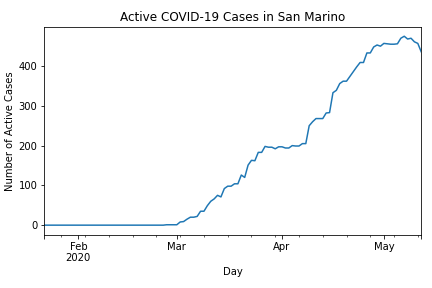 Active COVID-19 Cases in San Marino
Number of Active Cases
400
300
200
100
0
Feb
2020
Mar
Apr
May
Day